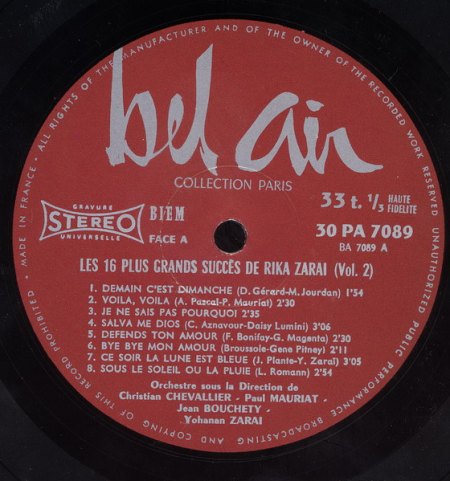 ALL RIGHTS OF THE MANUFACTURER AND OF THE OWNER OF THE RECORDED WORK RESERVED UNAUTHORIZED PUBLIC PERFORMANCE BROADCASTING AND COPYING OF THIS RECORD PROHIBITED · MADE IN FRANCE ·
bel air
COLLECTION PARIS
33 t. 1/3 HAUTE
FIDELITE
GRAVURE
STEREO
UNIVERSELLE
BIEM
FACE A
30 PA 7089
BA 7089 A
LES 16 PLUS GRANDS SUCCÈS DE RIKA ZARAI (Vol. 2)
1. DEMAIN C'EST DIMANCHE (D. Gérard-M. Jourdan) 1'54
2. VOILA, VOILA (A. Pascal-P. Mauriat) 2'30
3. JE NE SAIS PAS POURQUOI 2'35
4. SALVA ME DIOS (C. Aznavour-Daisy Lumini) 3'06
5. DEFENDS TON AMOUR (F. Bonifay-G. Magenta) 2'30
6. BYE BYE MON AMOUR (Broussole-Gene Pitney) 2'11
7. CE SOIR LA LUNE EST BLEUE (J. Plante-Y. Zaraï) 3'05
8. SOUS LE SOLEIL OU LA PLUIE (L. Romann) 2'54
Orchestre sous la Direction de
Christian CHEVALLIER - Paul MAURIAT -
Jean BOUCHETY -
Yohanan ZARAI